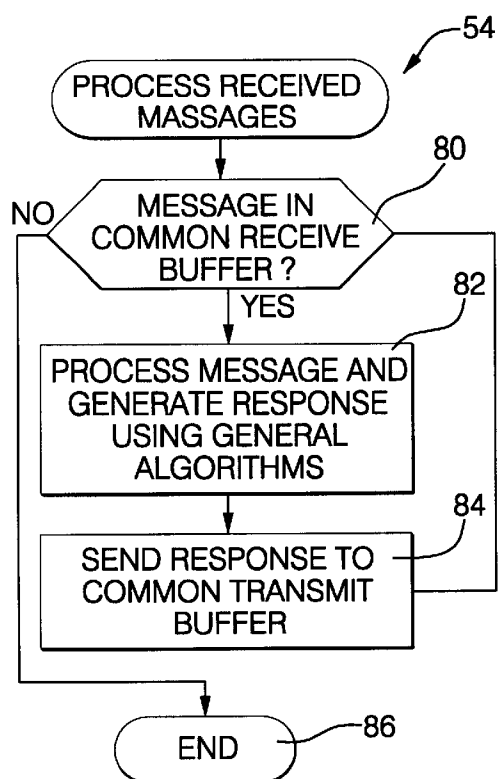 54
PROCESS RECEIVED
MASSAGES
80
NO
MESSAGE IN
COMMON RECEIVE
BUFFER ?
YES
82
PROCESS MESSAGE AND
GENERATE RESPONSE
USING GENERAL
ALGORITHMS
84
SEND RESPONSE TO
COMMON TRANSMIT
BUFFER
END
86